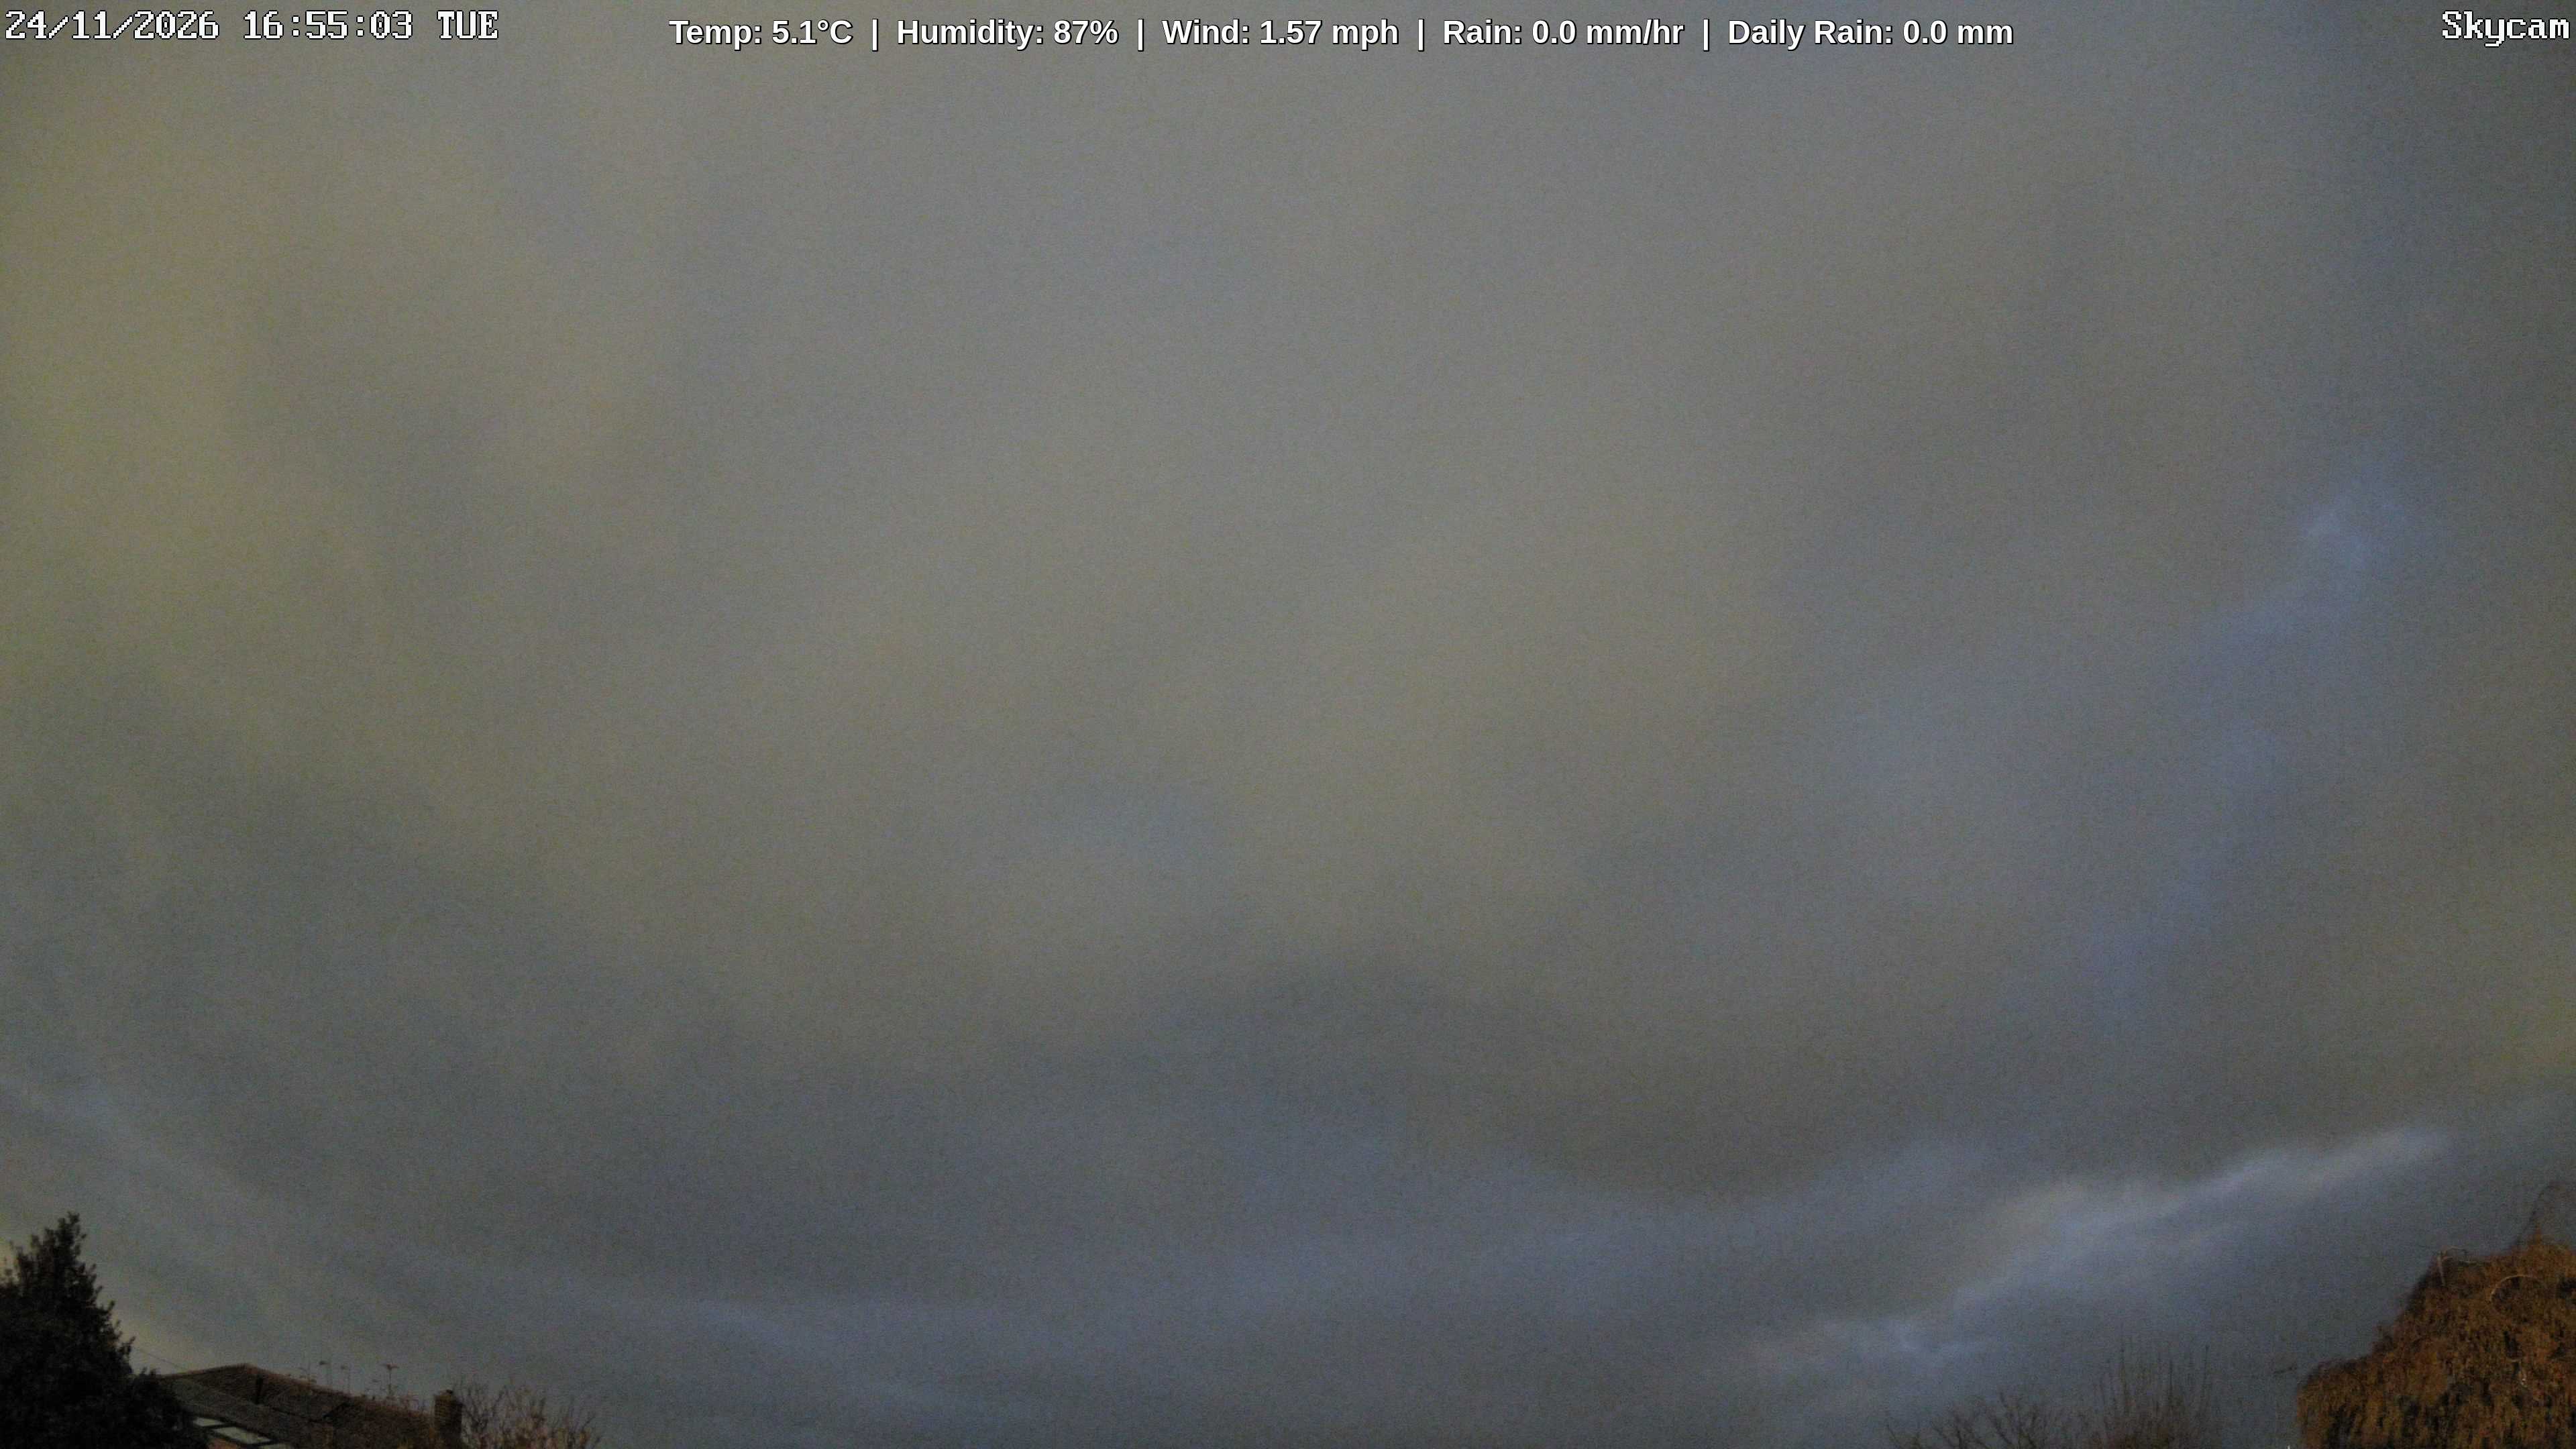 24/11/2026 16:55:03 TUE
Temp: 5.1°C | Humidity: 87% | Wind: 1.57 mph | Rain: 0.0 mm/hr | Daily Rain: 0.0 mm
Skycam